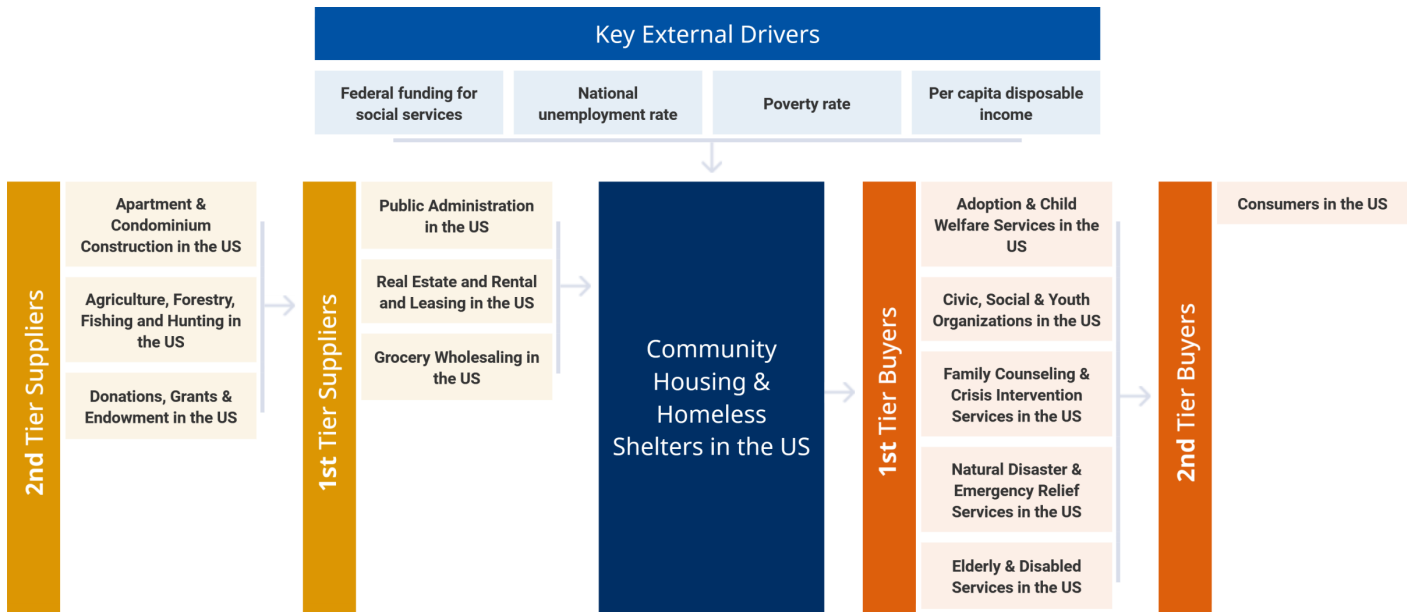 Key External Drivers
Federal funding for
social services
National
unemployment rate
Poverty rate
Per capita disposable
income
2nd Tier Suppliers
Apartment &
Condominium
Construction in the US
Agriculture, Forestry,
Fishing and Hunting in
the US
Donations, Grants &
Endowment in the US
1st Tier Suppliers
Public Administration
in the US
Real Estate and Rental
and Leasing in the US
Grocery Wholesaling in
the US
Community
Housing &
Homeless
Shelters in the US
1st Tier Buyers
Adoption & Child
Welfare Services in the
US
Civic, Social & Youth
Organizations in the US
Family Counseling &
Crisis Intervention
Services in the US
Natural Disaster &
Emergency Relief
Services in the US
Elderly & Disabled
Services in the US
2nd Tier Buyers
Consumers in the US